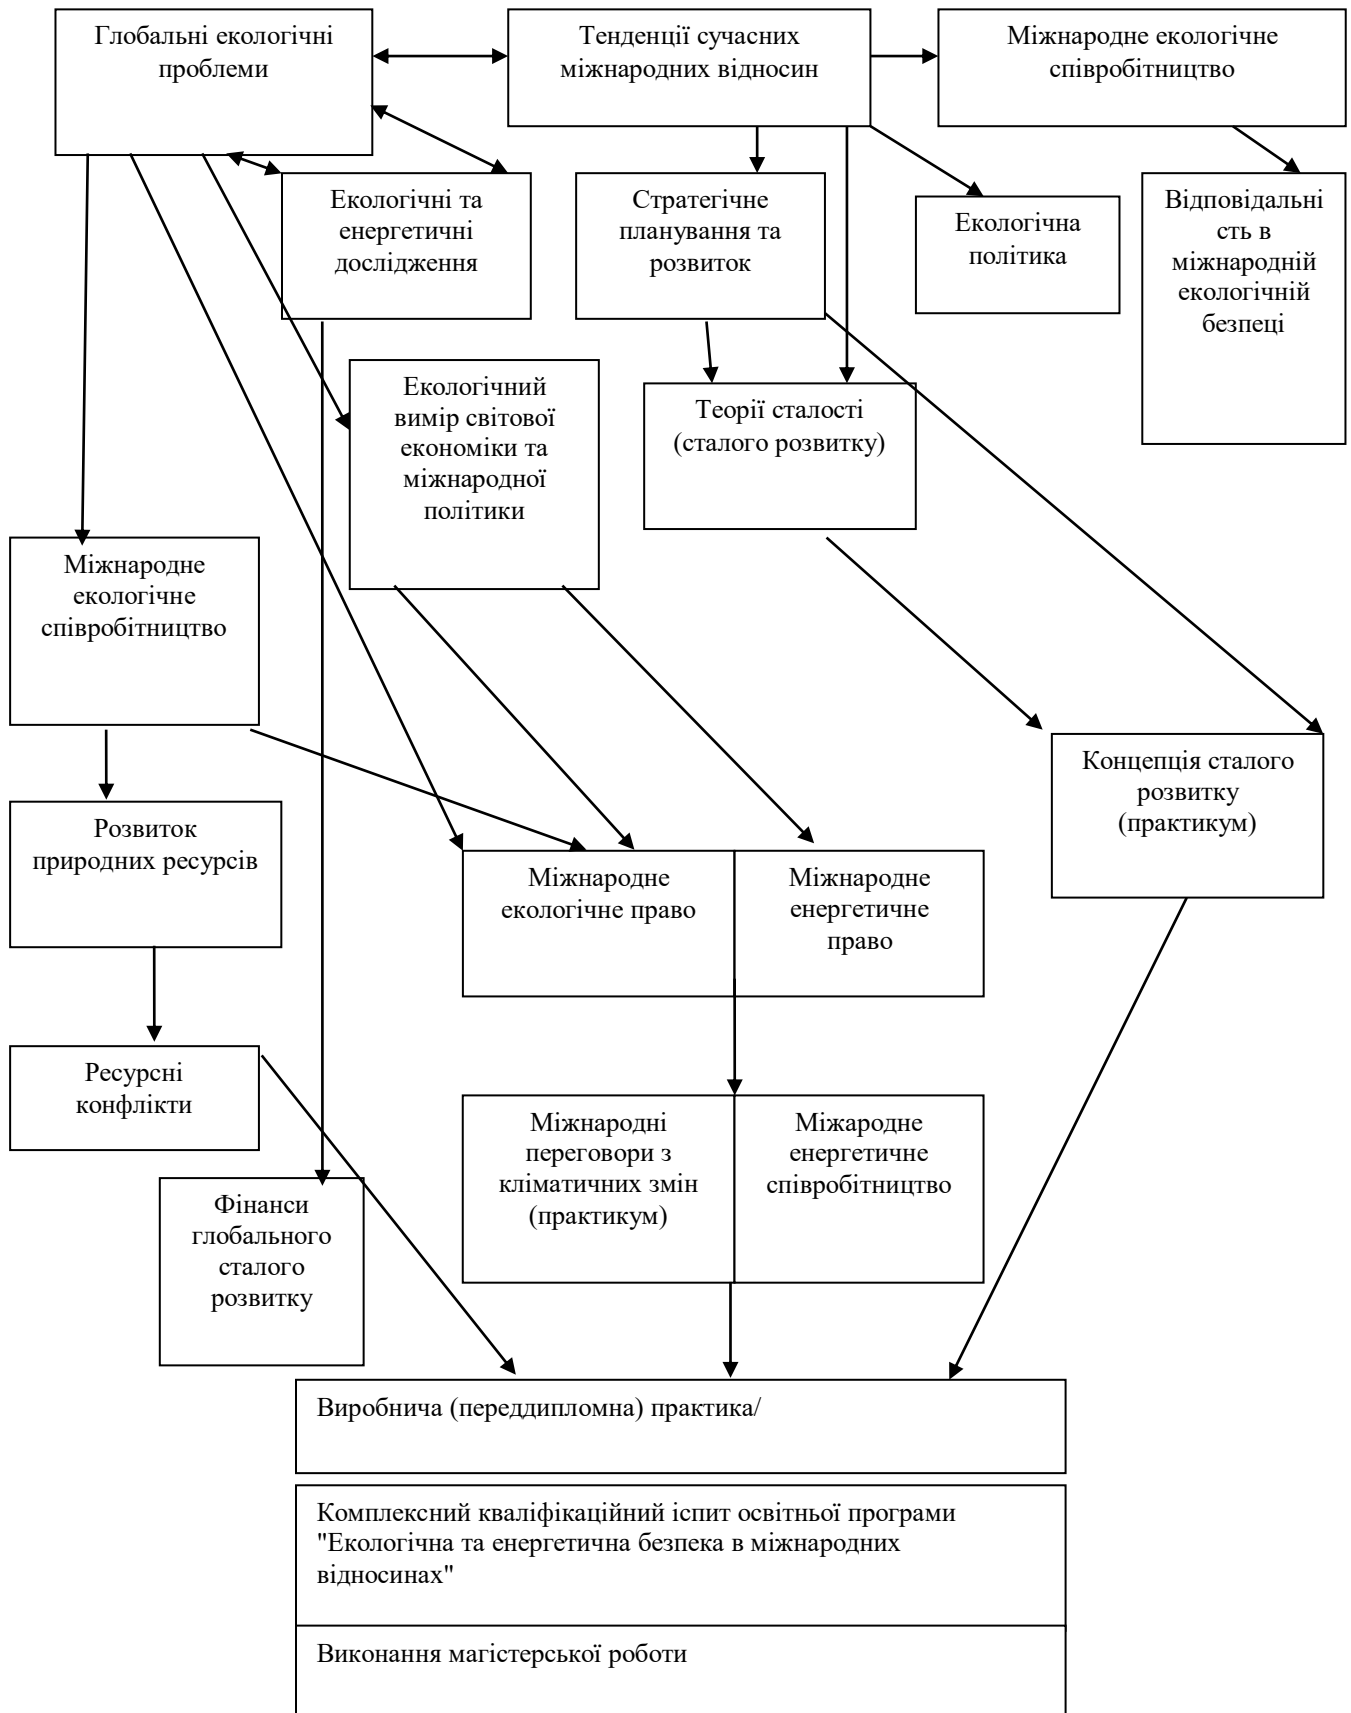 Глобальні екологічні
проблеми
Тенденції сучасних
міжнародних відносин
Міжнародне екологічне
співробітництво
Екологічні та
енергетичні
дослідження
Стратегічне
планування та
розвиток
Екологічна
політика
Відповідальні
сть в
міжнародній
екологічній
безпеці
Екологічний
вимір світової
економіки та
міжнародної
політики
Теорії сталості
(сталого розвитку)
Міжнародне
екологічне
співробітництво
Концепція сталого
розвитку
(практикум)
Розвиток
природних ресурсів
Міжнародне
екологічне право
Міжнародне
енергетичне
право
Ресурсні
конфлікти
Міжнародні
переговори з
кліматичних змін
(практикум)
Міжародне
енергетичне
співробітництво
Фінанси
глобального
сталого
розвитку
Виробнича (переддипломна) практика/
Комплексний кваліфікаційний іспит освітньої програми
"Екологічна та енергетична безпека в міжнародних
відносинах"
Виконання магістерської роботи